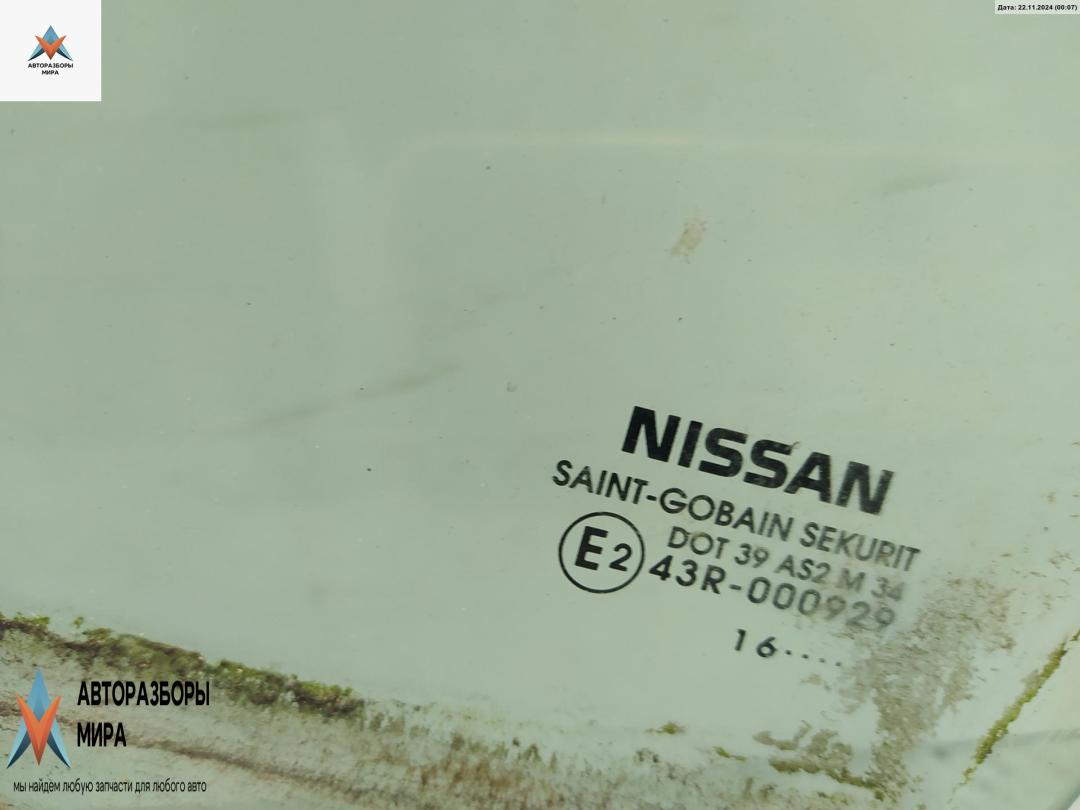 Дата: 22.11.2024 (00:07)
АВТОРАЗБОРЫ
МИРА
NISSAN
SAINT-GOBAIN SEKURIT
DOT 39 AS2 M 34
E2 43R-000929
16....
АВТОРАЗБОРЫ
МИРА
мы найдём любую запчасти для любого авто